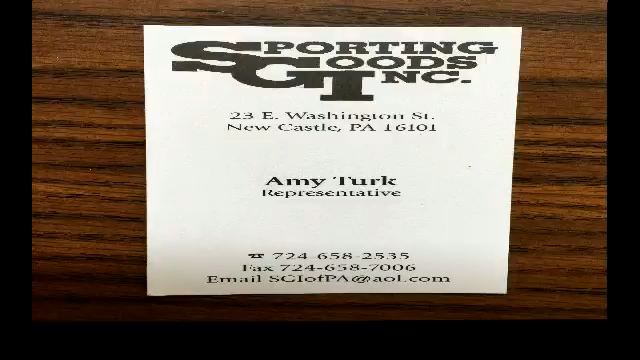 SPORTING
GOODS
INC.
23 E. Washington St.
New Castle, PA 16101
Amy Turk
Representative
☎ 724-658-2535
Fax 724-658-7006
Email SGIofPA@aol.com